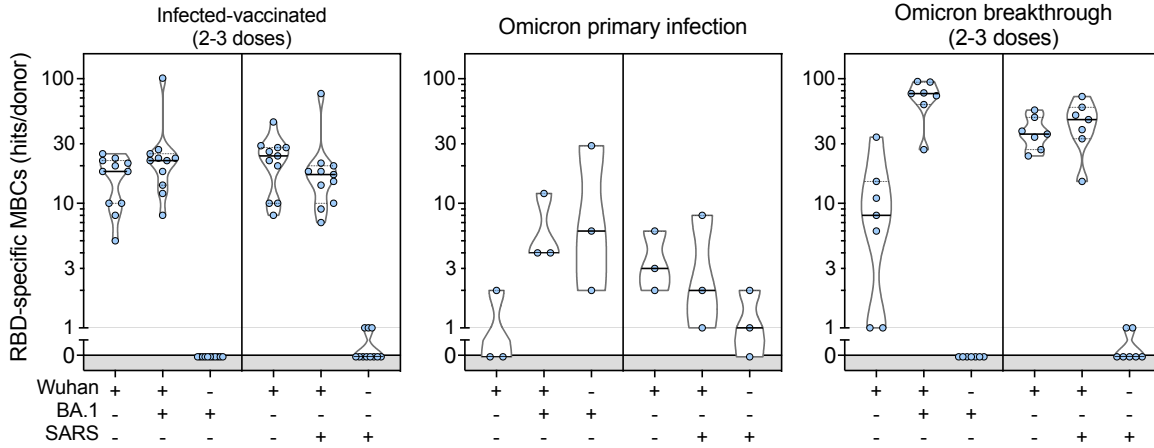 Infected-vaccinated
(2-3 doses)
Omicron primary infection
Omicron breakthrough
(2-3 doses)
RBD-specific MBCs (hits/donor)
100
30
10
3
1
0
100
30
10
3
1
0
100
30
10
3
1
0
Wuhan + + - + + - + + - + + - + + - + + -
BA.1 - + + - - - - + + - - - - + + - - -
SARS - - - - + + - - - - + + - - - - + +